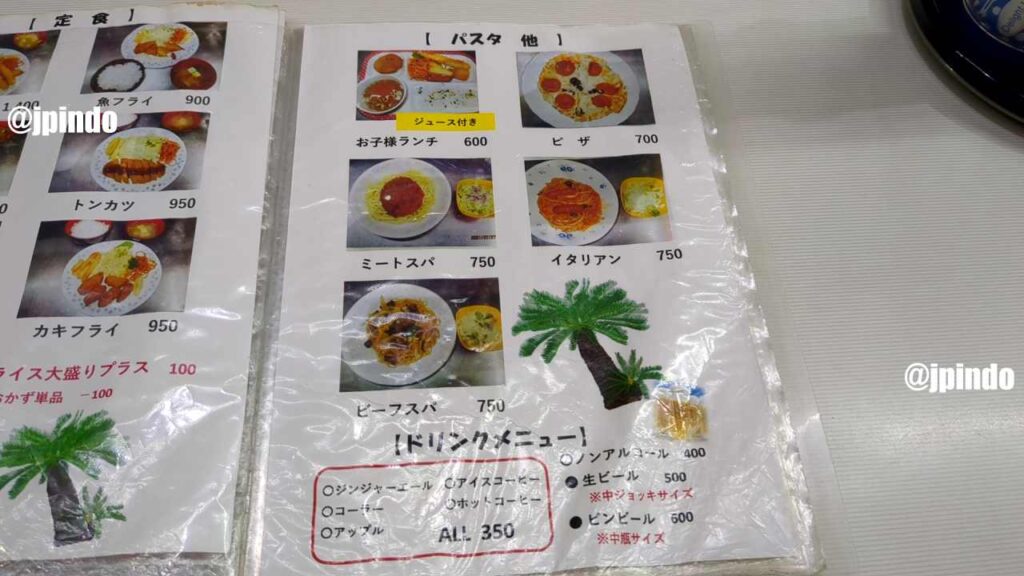 【 定 食 】
1,100
魚フライ 900
トンカツ 950
カキフライ 950
ライス大盛りプラス 100
おかず単品 −100
【 パスタ 他 】
ジュース付き
お子様ランチ 600
ピ ザ 700
ミートスパ 750
イタリアン 750
ビーフスパ 750
【ドリンクメニュー】
○ジンジャーエール ○アイスコーヒー
○コーラー ○ホットコーヒー
○アップル ALL 350
○ノンアルコール 400
●生ビール 500
※中ジョッキサイズ
●ビンビール 600
※中瓶サイズ
@jpindo
@jpindo